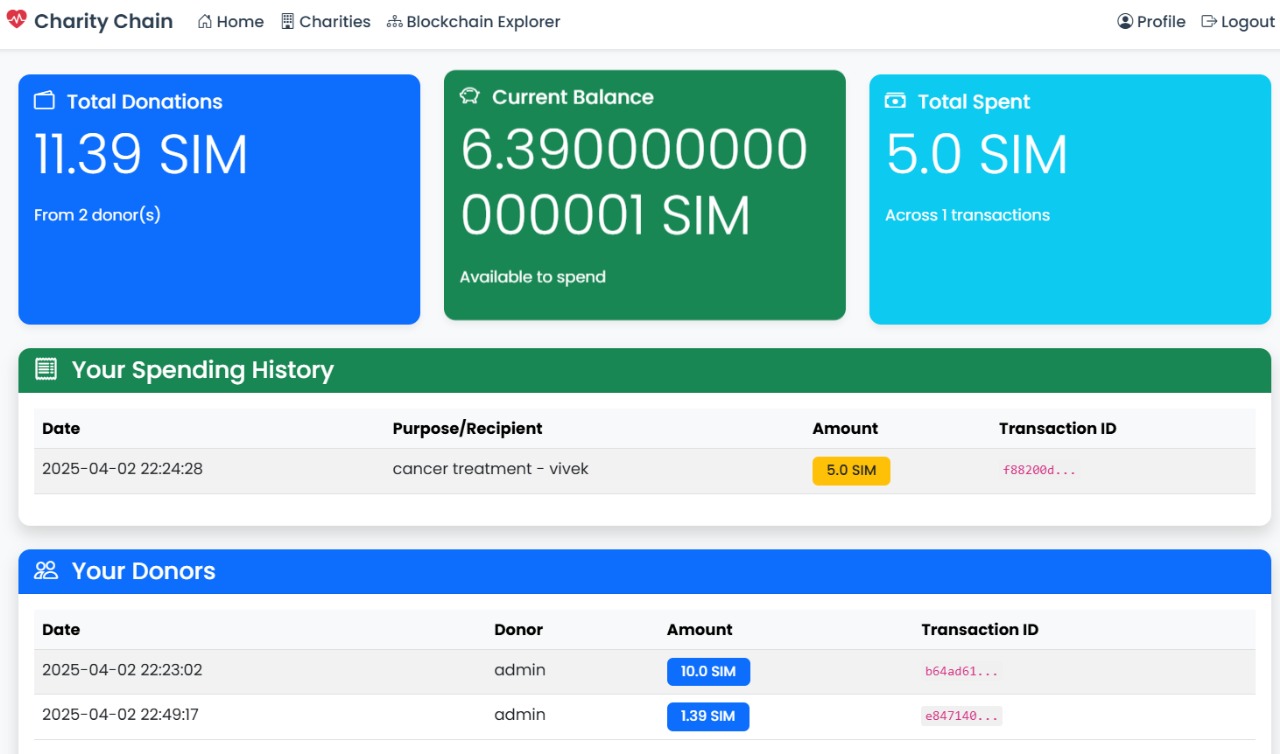 Charity Chain Home Charities Blockchain Explorer Profile Logout
Total Donations
11.39 SIM
From 2 donor(s)
Current Balance
6.390000000
000001 SIM
Available to spend
Total Spent
5.0 SIM
Across 1 transactions
Your Spending History
Date Purpose/Recipient Amount Transaction ID
2025-04-02 22:24:28 cancer treatment - vivek 5.0 SIM f88200d...
Your Donors
Date Donor Amount Transaction ID
2025-04-02 22:23:02 admin 10.0 SIM b64ad61...
2025-04-02 22:49:17 admin 1.39 SIM e847140...